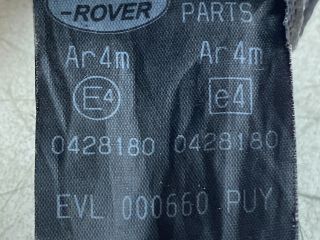 -ROVER PARTS
Ar4m Ar4m
E4 e4
0428180 0428180
EVL 000660 PUY